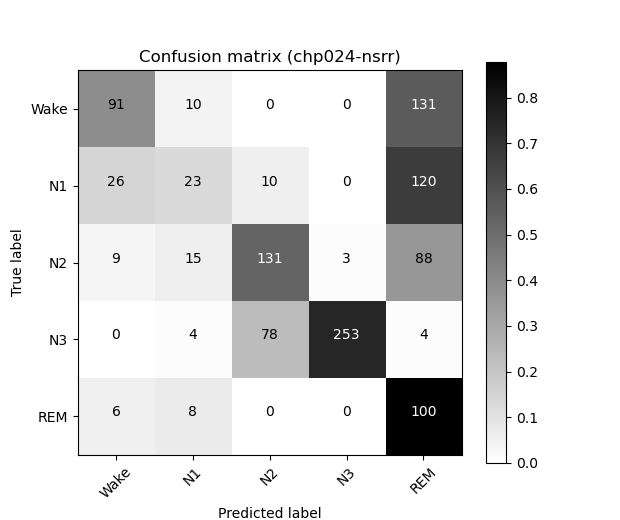 Confusion matrix (chp024-nsrr)
Wake 91 10 0 0 131
N1 26 23 10 0 120
N2 9 15 131 3 88
N3 0 4 78 253 4
REM 6 8 0 0 100
Wake N1 N2 N3 REM
Predicted label
True label
0.8
0.7
0.6
0.5
0.4
0.3
0.2
0.1
0.0